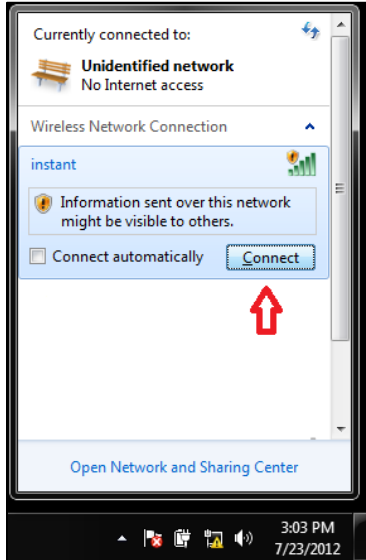 Currently connected to:
Unidentified network
No Internet access
Wireless Network Connection
instant
Information sent over this network
might be visible to others.
Connect automatically
Connect
Open Network and Sharing Center
3:03 PM
7/23/2012